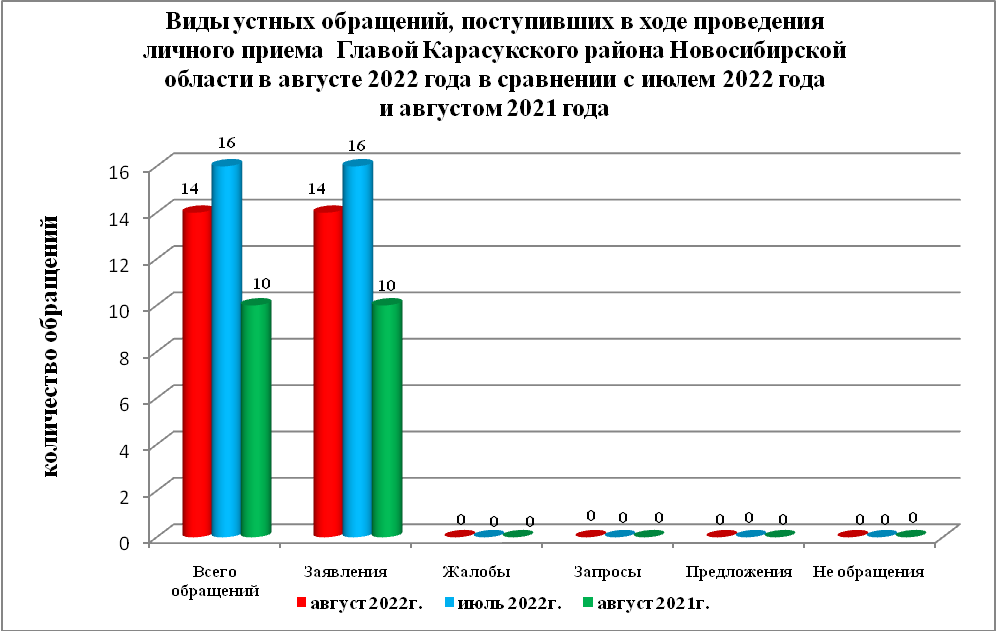 Виды устных обращений, поступивших в ходе проведения
личного приема Главой Карасукского района Новосибирской
области в августе 2022 года в сравнении с июлем 2022 года
и августом 2021 года
количество обращений
16
14
12
10
8
6
4
2
0
14 16 10
14 16 10
0 0 0
0 0 0
0 0 0
0 0 0
Всего обращений
Заявления
Жалобы
Запросы
Предложения
Не обращения
август 2022г. июль 2022г. август 2021г.